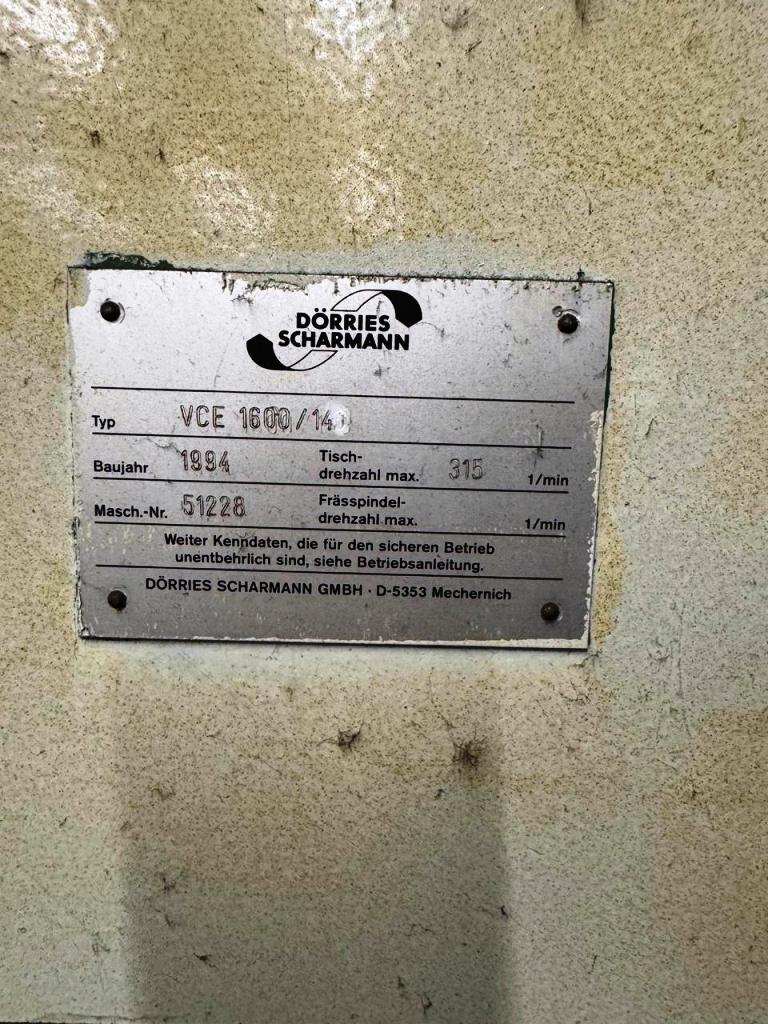 DÖRRIES
SCHARMANN
Typ VCE 1600/140
Baujahr 1994 Tisch-
drehzahl max. 315 1/min
Masch.-Nr. 51228 Frässpindel-
drehzahl max. 1/min
Weiter Kenndaten, die für den sicheren Betrieb
unentbehrlich sind, siehe Betriebsanleitung.
DÖRRIES SCHARMANN GMBH · D-5353 Mechernich